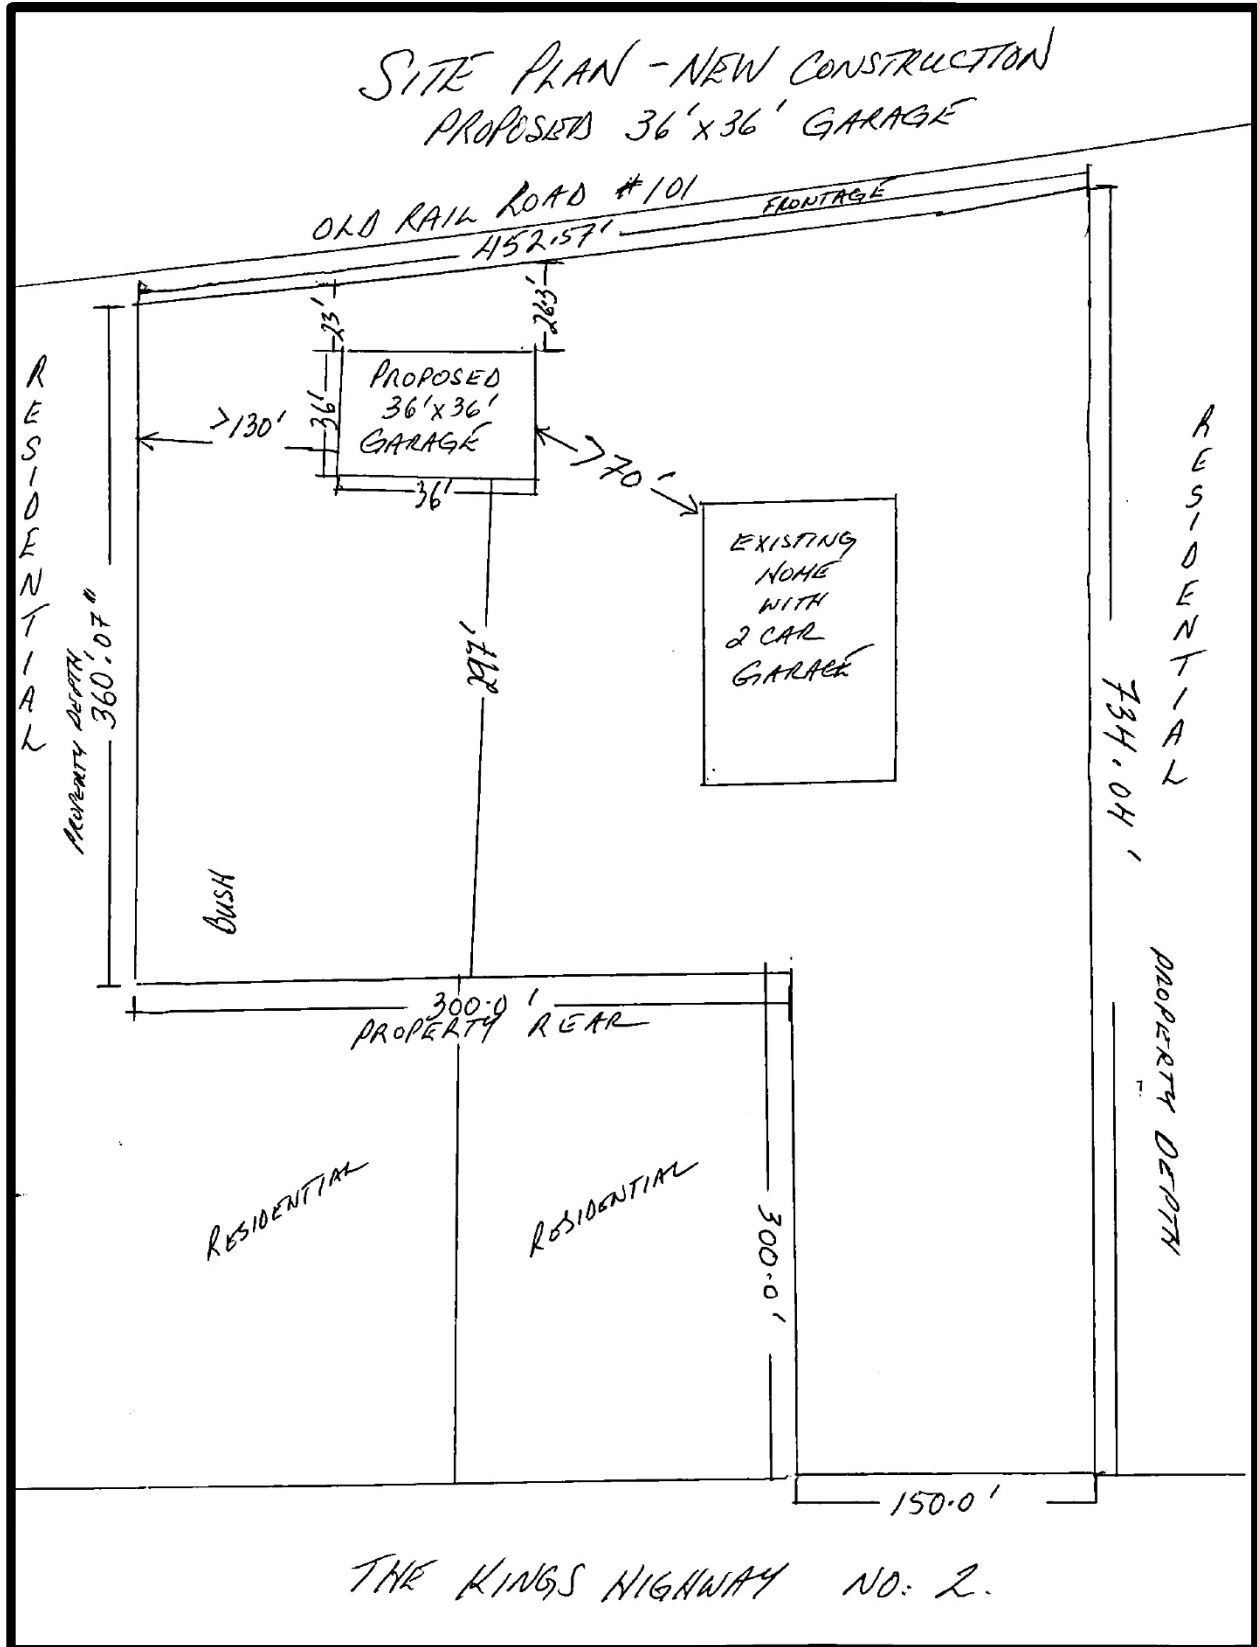 SITE PLAN - NEW CONSTRUCTION
PROPOSED 36'x36' GARAGE
OLD RAIL ROAD #101
FRONTAGE
452.57'
23'
26.3'
PROPOSED
36'x36'
GARAGE
36'
36'
>130'
>70'
EXISTING
HOME
WITH
2 CAR
GARAGE
RESIDENTIAL
PROPERTY DEPTH
360'.07"
297'
RESIDENTIAL
734.04'
PROPERTY DEPTH
BUSH
300.0'
PROPERTY REAR
RESIDENTIAL
RESIDENTIAL
300.0'
150.0'
THE KINGS HIGHWAY NO: 2.